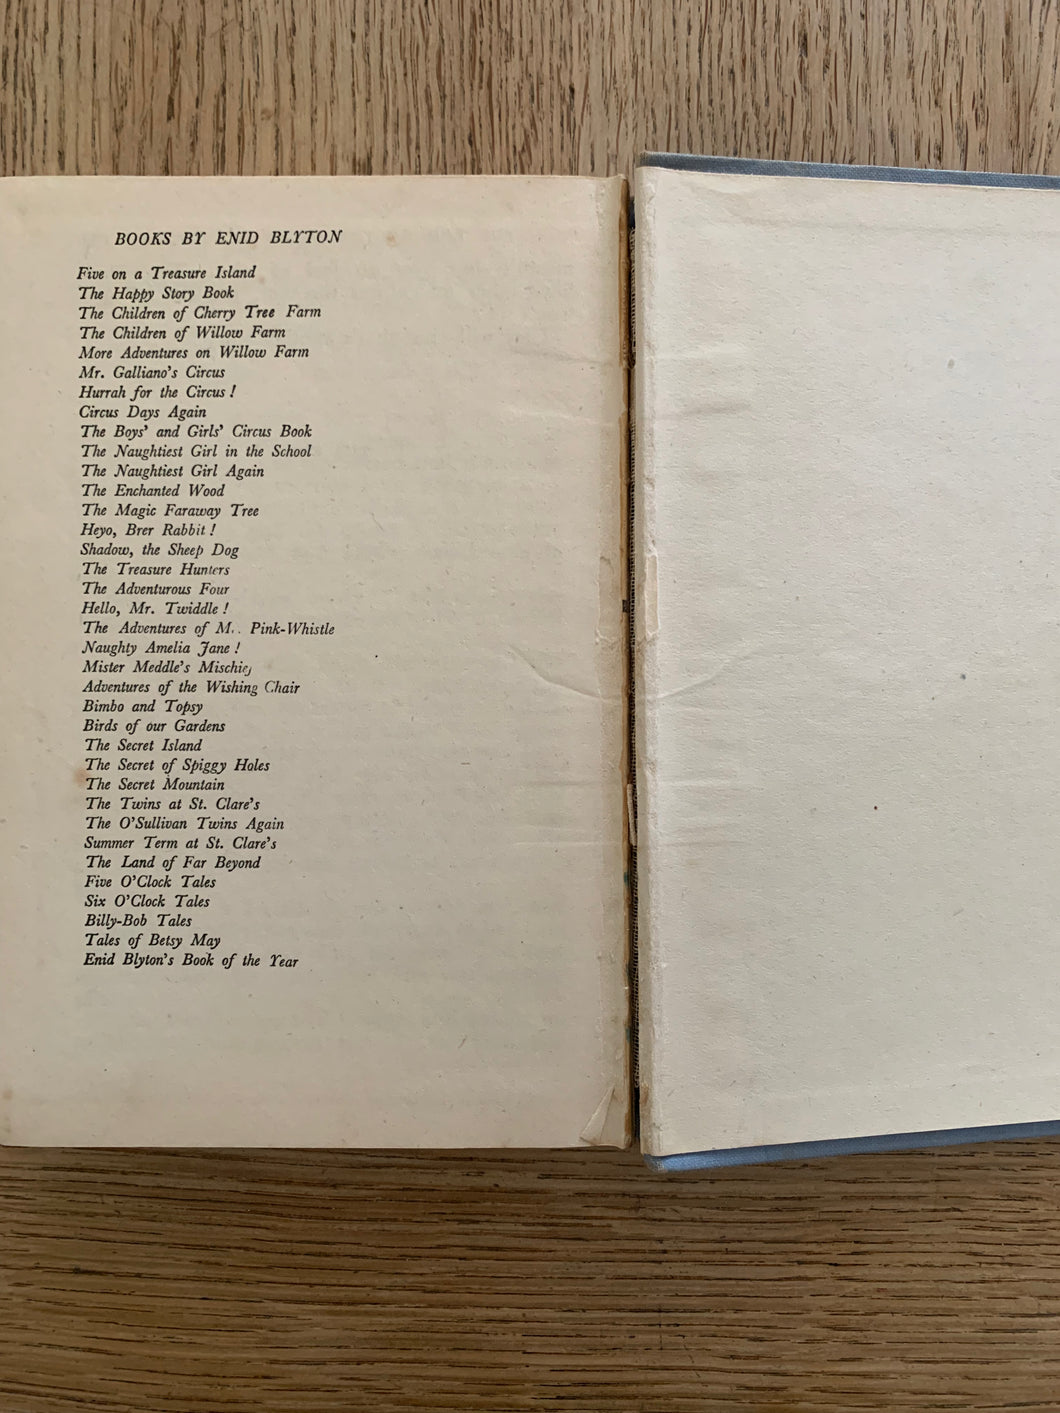 BOOKS BY ENID BLYTON
Five on a Treasure Island
The Happy Story Book
The Children of Cherry Tree Farm
The Children of Willow Farm
More Adventures on Willow Farm
Mr. Galliano's Circus
Hurrah for the Circus !
Circus Days Again
The Boys' and Girls' Circus Book
The Naughtiest Girl in the School
The Naughtiest Girl Again
The Enchanted Wood
The Magic Faraway Tree
Heyo, Brer Rabbit !
Shadow, the Sheep Dog
The Treasure Hunters
The Adventurous Four
Hello, Mr. Twiddle !
The Adventures of M. . Pink-Whistle
Naughty Amelia Jane !
Mister Meddle's Mischief
Adventures of the Wishing Chair
Bimbo and Topsy
Birds of our Gardens
The Secret Island
The Secret of Spiggy Holes
The Secret Mountain
The Twins at St. Clare's
The O'Sullivan Twins Again
Summer Term at St. Clare's
The Land of Far Beyond
Five O'Clock Tales
Six O'Clock Tales
Billy-Bob Tales
Tales of Betsy May
Enid Blyton's Book of the Year